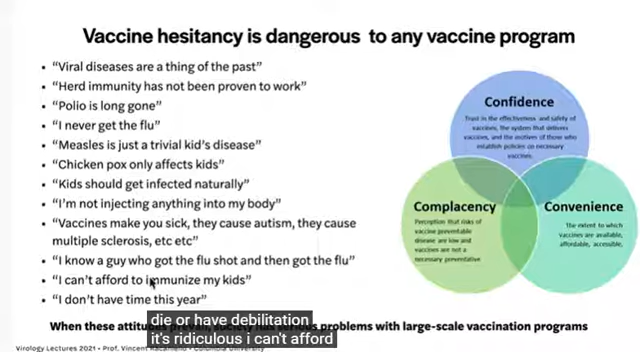 Vaccine hesitancy is dangerous to any vaccine program
• "Viral diseases are a thing of the past"
• "Herd immunity has not been proven to work"
• "Polio is long gone"
• "I never get the flu"
• "Measles is just a trivial kid's disease"
• "Chicken pox only affects kids"
• "Kids should get infected naturally"
• "I'm not injecting anything into my body"
• "Vaccines make you sick, they cause autism, they cause
multiple sclerosis, etc etc"
• "I know a guy who got the flu shot and then got the flu"
• "I can't afford to immunize my kids"
• "I don't have time this year"
Confidence
Trust in the effectiveness and safety of
vaccines, the system that delivers
vaccines, and the motives of those who
establish policies on necessary
vaccines.
Complacency
Perception that risks of
vaccine preventable
disease are low and
vaccines are not a
necessary preventative
Convenience
The extent to which
vaccines are available,
affordable, accessible.
die or have debilitation
When these attitudes prevail, society has serious problems with large-scale vaccination programs
it's ridiculous i can't afford
Virology Lectures 2021 • Prof. Vincent Racaniello • Columbia University